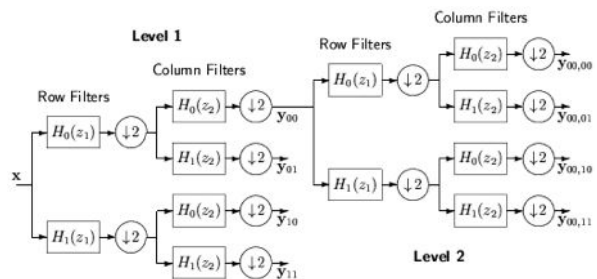 Level 1
Row Filters
Column Filters
Row Filters
Column Filters
x
H₀(z₁) ↓2
H₀(z₂) ↓2 y₀₀
H₁(z₂) ↓2 y₀₁
H₁(z₁) ↓2
H₀(z₂) ↓2 y₁₀
H₁(z₂) ↓2 y₁₁
H₀(z₁) ↓2
H₀(z₂) ↓2 y₀₀,₀₀
H₁(z₂) ↓2 y₀₀,₀₁
H₁(z₁) ↓2
H₀(z₂) ↓2 y₀₀,₁₀
H₁(z₂) ↓2 y₀₀,₁₁
Level 2